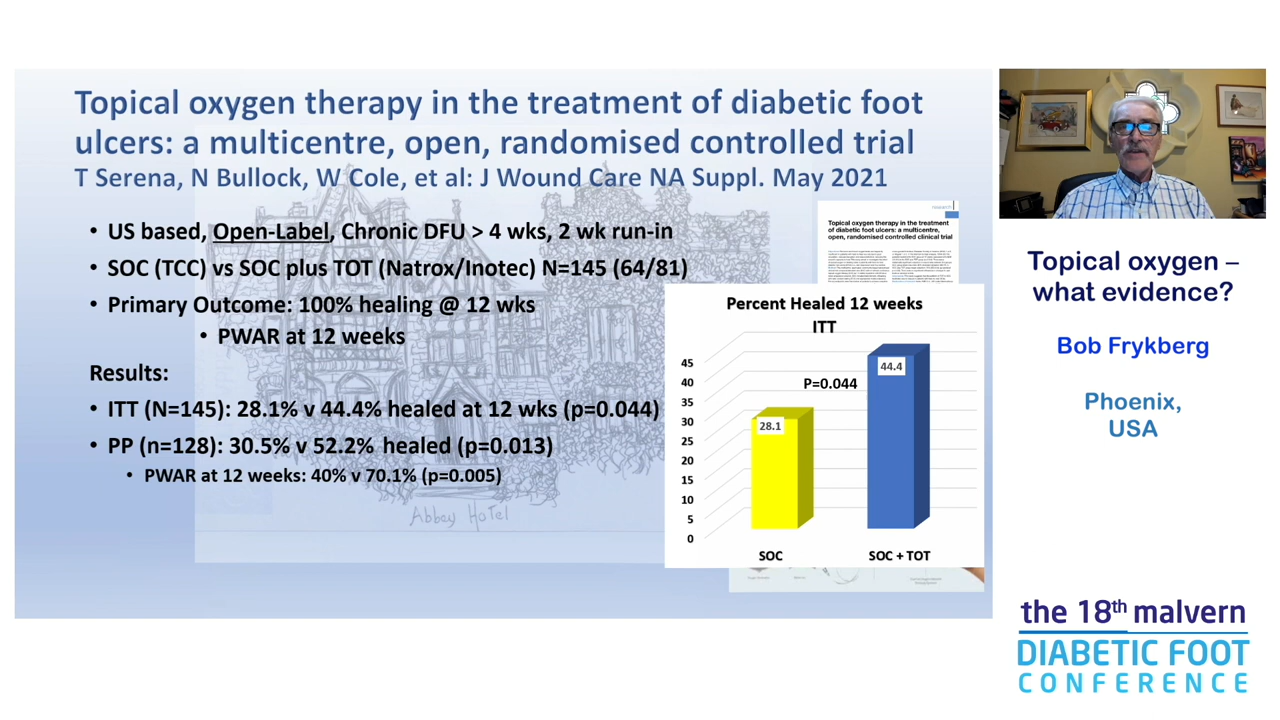 Topical oxygen therapy in the treatment of diabetic foot
ulcers: a multicentre, open, randomised controlled trial
T Serena, N Bullock, W Cole, et al: J Wound Care NA Suppl. May 2021
• US based, Open-Label, Chronic DFU > 4 wks, 2 wk run-in
• SOC (TCC) vs SOC plus TOT (Natrox/Inotec) N=145 (64/81)
• Primary Outcome: 100% healing @ 12 wks
• PWAR at 12 weeks
Results:
• ITT (N=145): 28.1% v 44.4% healed at 12 wks (p=0.044)
• PP (n=128): 30.5% v 52.2% healed (p=0.013)
• PWAR at 12 weeks: 40% v 70.1% (p=0.005)
Abbey Hotel
research
Topical oxygen therapy in the treatment
of diabetic foot ulcers: a multicentre,
open, randomised controlled clinical trial
Percent Healed 12 weeks
ITT
45
40
35
30
25
20
15
10
5
0
P=0.044
28.1
44.4
SOC
SOC + TOT
Topical oxygen –
what evidence?
Bob Frykberg
Phoenix,
USA
the 18th malvern
DIABETIC FOOT
CONFERENCE